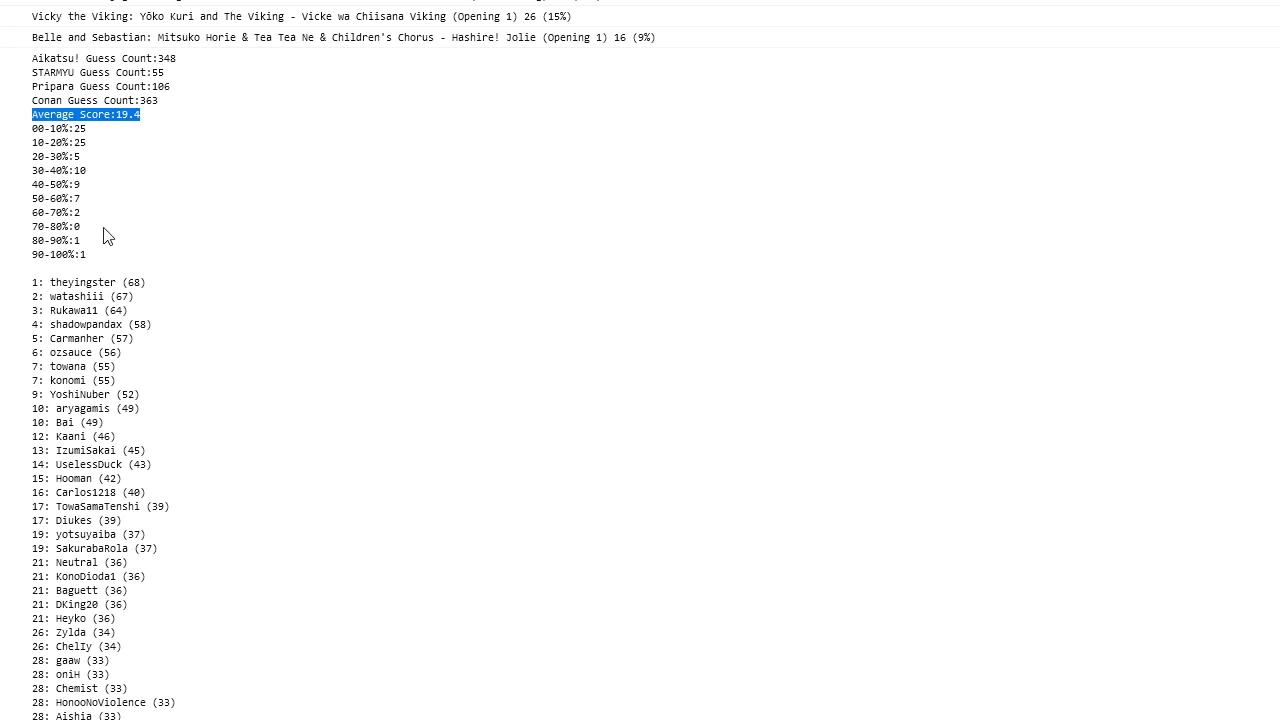 Vicky the Viking: Yōko Kuri and The Viking - Vicke wa Chiisana Viking (Opening 1) 26 (15%)
Belle and Sebastian: Mitsuko Horie & Tea Tea Ne & Children's Chorus - Hashire! Jolie (Opening 1) 16 (9%)
Aikatsu! Guess Count:348
STARMYU Guess Count:55
Pripara Guess Count:106
Conan Guess Count:363
Average Score:19.4
00-10%:25
10-20%:25
20-30%:5
30-40%:10
40-50%:9
50-60%:7
60-70%:2
70-80%:0
80-90%:1
90-100%:1
1: theyingster (68)
2: watashiii (67)
3: Rukawa11 (64)
4: shadowpandax (58)
5: Carmanher (57)
6: ozsauce (56)
7: towana (55)
7: konomi (55)
9: YoshiNuber (52)
10: aryagamis (49)
10: Bai (49)
12: Kaani (46)
13: IzumiSakai (45)
14: UselessDuck (43)
15: Hooman (42)
16: Carlos1218 (40)
17: TowaSamaTenshi (39)
17: Diukes (39)
19: yotsuyaiba (37)
19: SakurabaRola (37)
21: Neutral (36)
21: KonoDioda1 (36)
21: Baguett (36)
21: DKing20 (36)
21: Heyko (36)
26: Zylda (34)
26: ChelIy (34)
28: gaaw (33)
28: oniH (33)
28: Chemist (33)
28: HonooNoViolence (33)
28: Aishia (33)